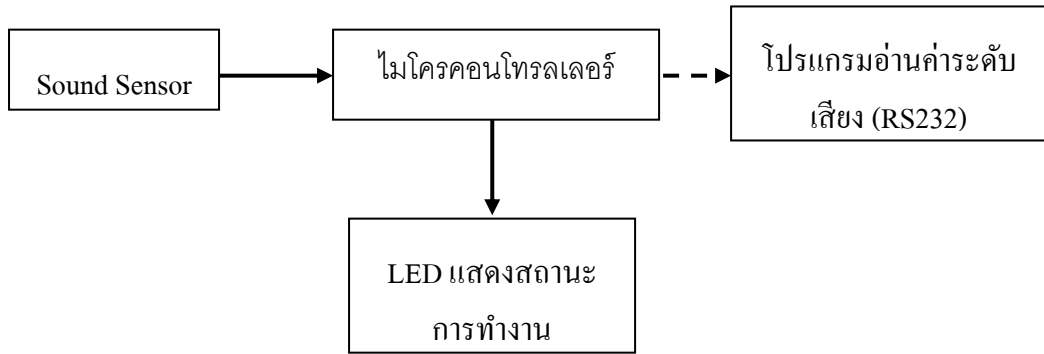 Sound Sensor
ไมโครคอนโทรลเลอร์
โปรแกรมอ่านค่าระดับ
เสียง (RS232)
LED แสดงสถานะ
การทำงาน